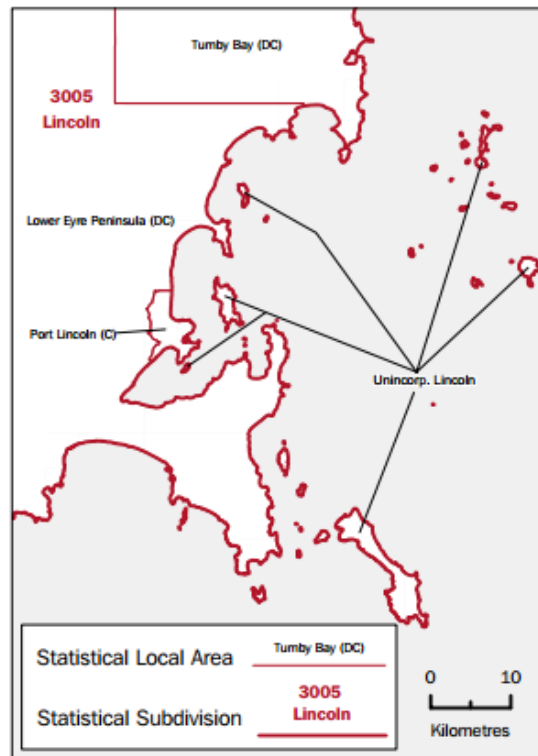 Tumby Bay (DC)
3005
Lincoln
Lower Eyre Peninsula (DC)
Port Lincoln (C)
Unincorp. Lincoln
Statistical Local Area
Tumby Bay (DC)
Statistical Subdivision
3005
Lincoln
0 10
Kilometres